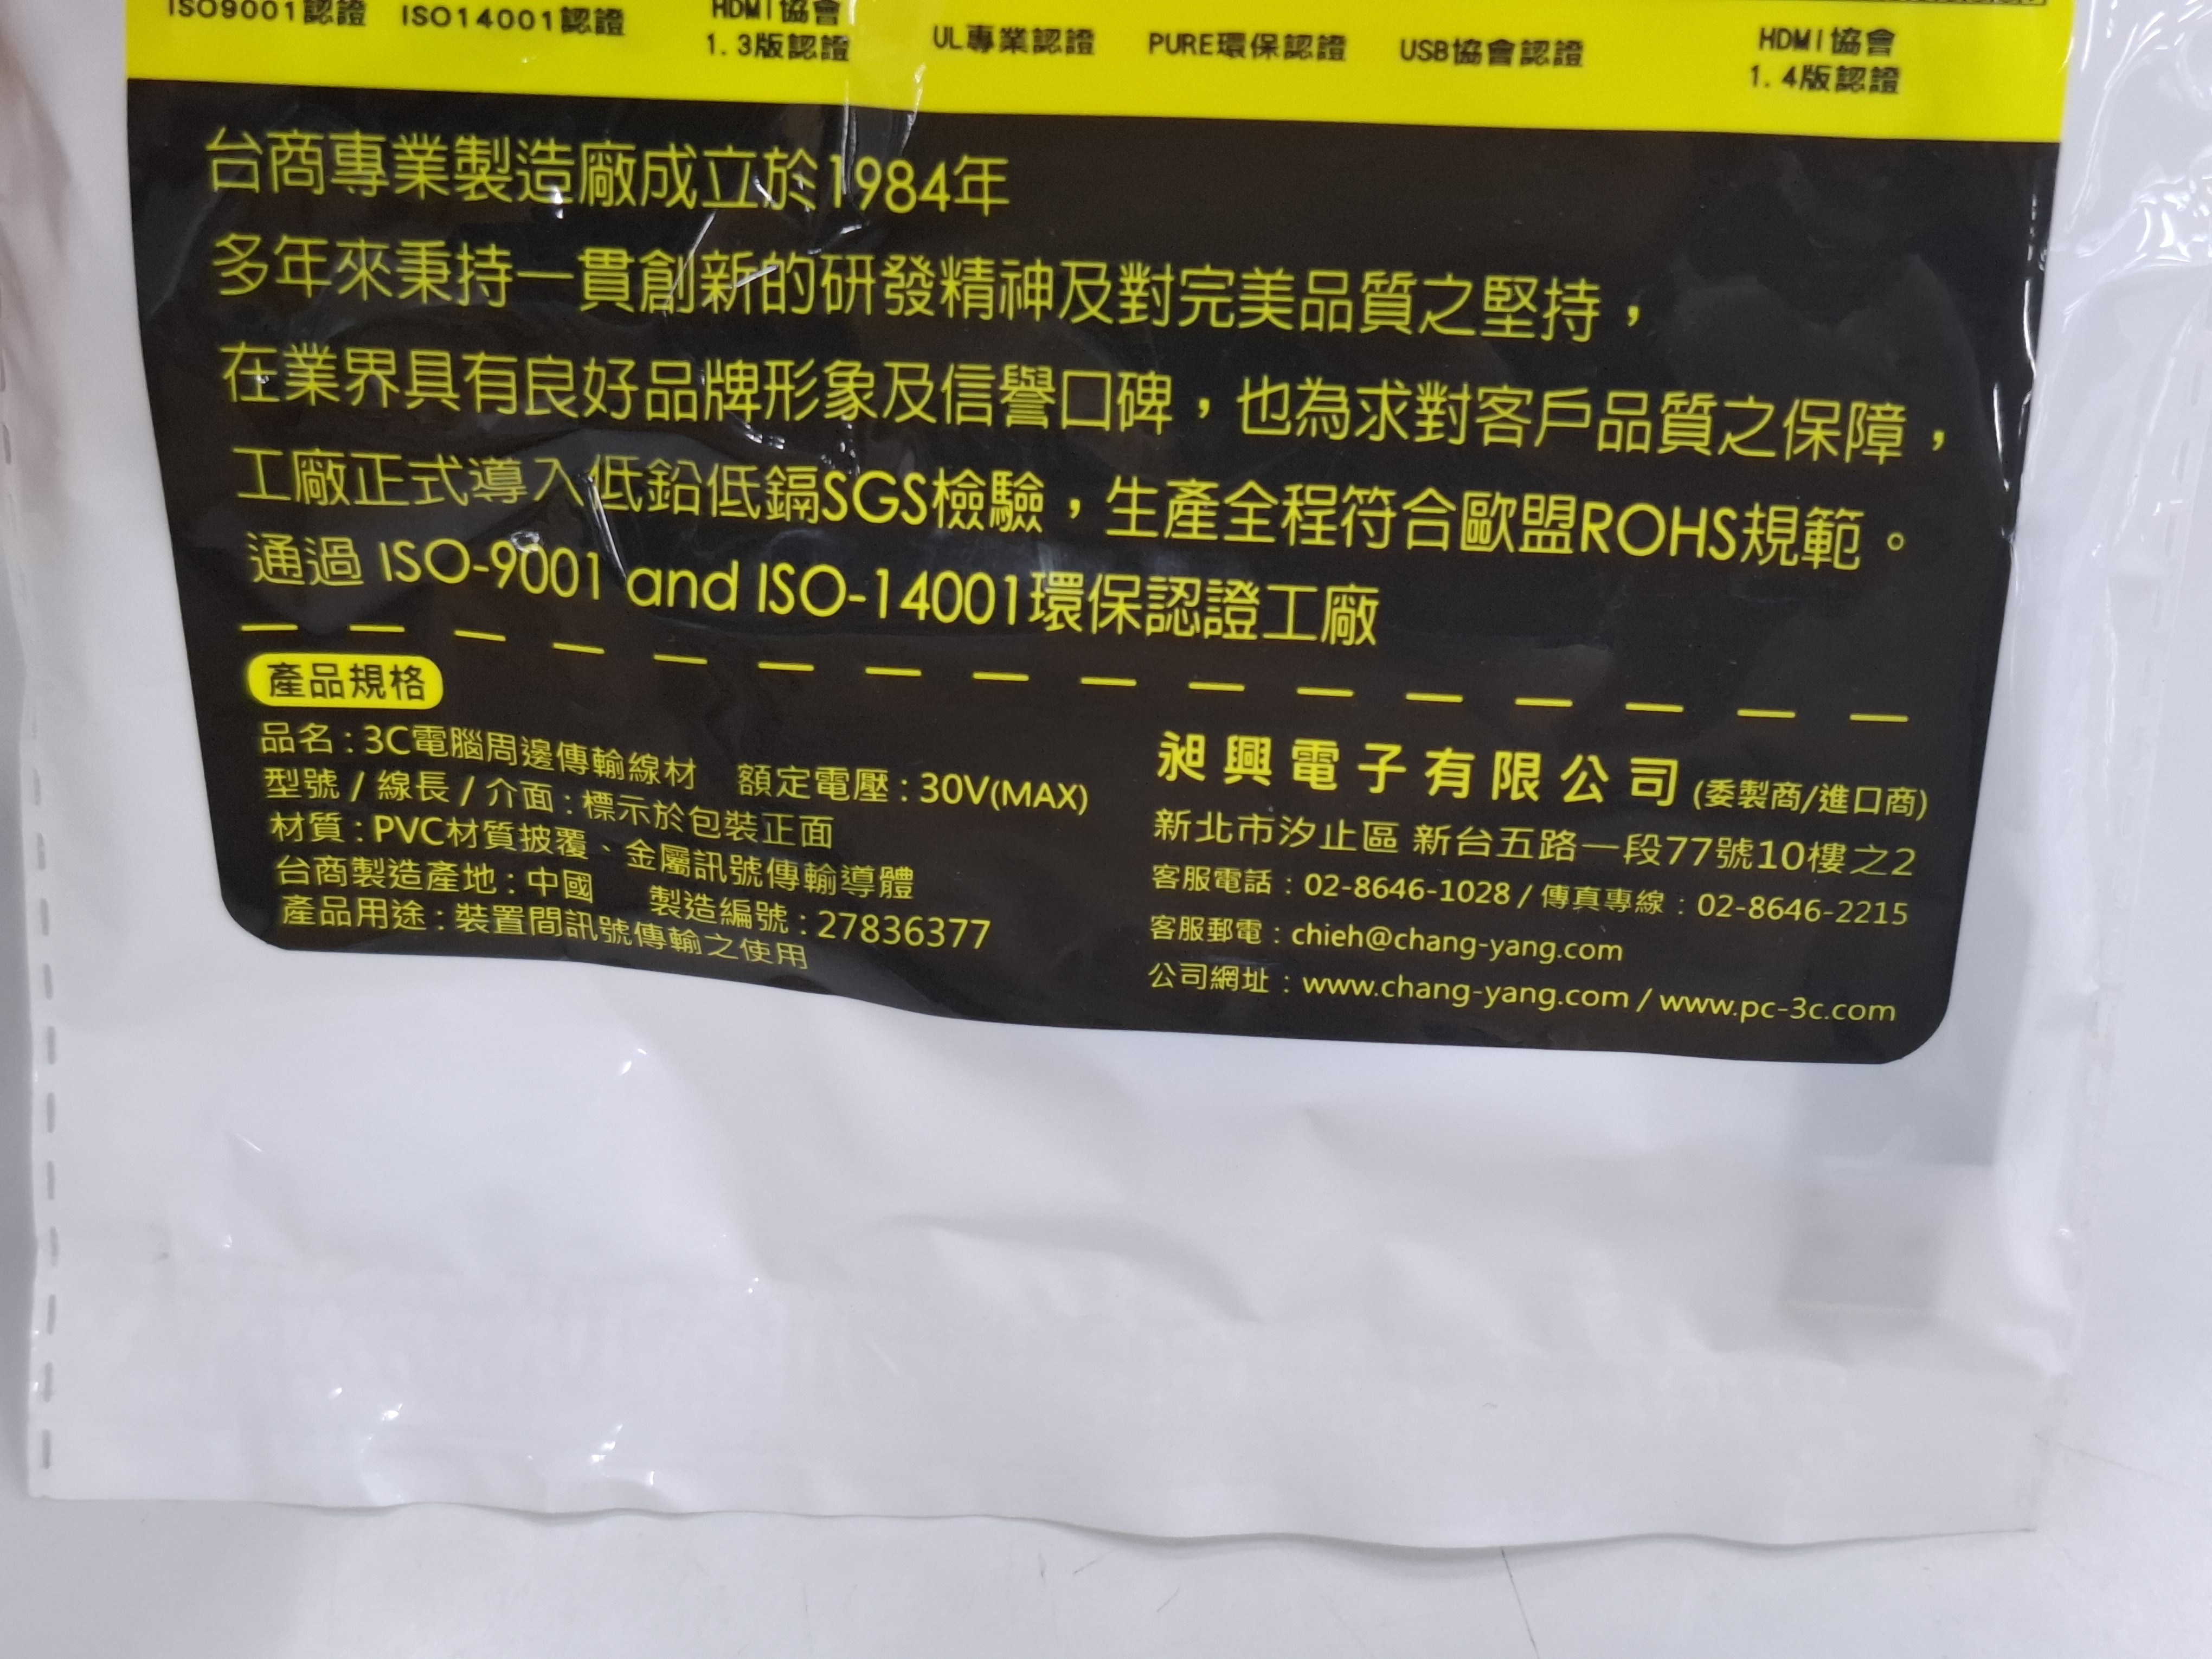 ISO9001認證
ISO14001認證
HDMI協會
1.3版認證
UL專業認證
PURE環保認證
USB協會認證
HDMI協會
1.4版認證
台商專業製造廠成立於1984年
多年來秉持一貫創新的研發精神及對完美品質之堅持，
在業界具有良好品牌形象及信譽口碑，也為求對客戶品質之保障，
工廠正式導入低鉛低鎘SGS檢驗，生產全程符合歐盟ROHS規範。
通過 ISO-9001 and ISO-14001環保認證工廠
產品規格
品名：3C電腦周邊傳輸線材　額定電壓：30V(MAX)
型號 / 線長 / 介面：標示於包裝正面
材質：PVC材質披覆、金屬訊號傳輸導體
台商製造產地：中國　製造編號：27836377
產品用途：裝置間訊號傳輸之使用
昶興電子有限公司 (委製商/進口商)
新北市汐止區 新台五路一段77號10樓之2
客服電話：02-8646-1028 / 傳真專線：02-8646-2215
客服郵電：chieh@chang-yang.com
公司網址：www.chang-yang.com / www.pc-3c.com